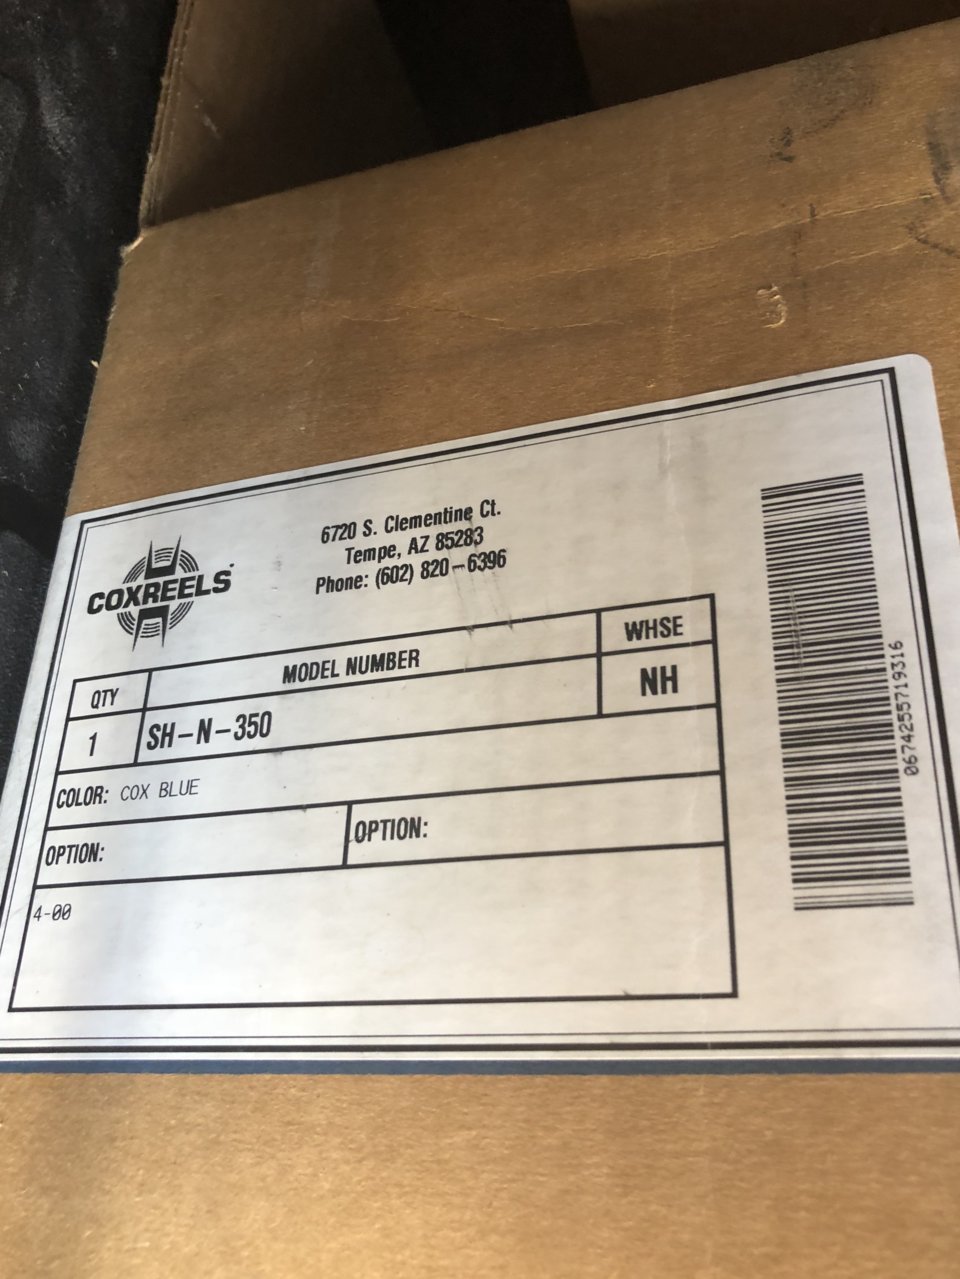 COXREELS
6720 S. Clementine Ct.
Tempe, AZ 85283
Phone: (602) 820-6396
QTY MODEL NUMBER WHSE
1 SH-N-350 NH
COLOR: COX BLUE
OPTION: OPTION:
4-00
0674255719316